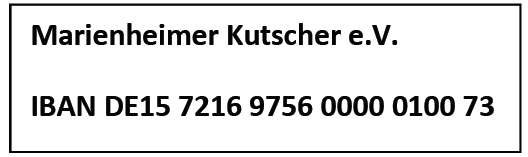 Marienheimer Kutscher e.V.
IBAN DE15 7216 9756 0000 0100 73